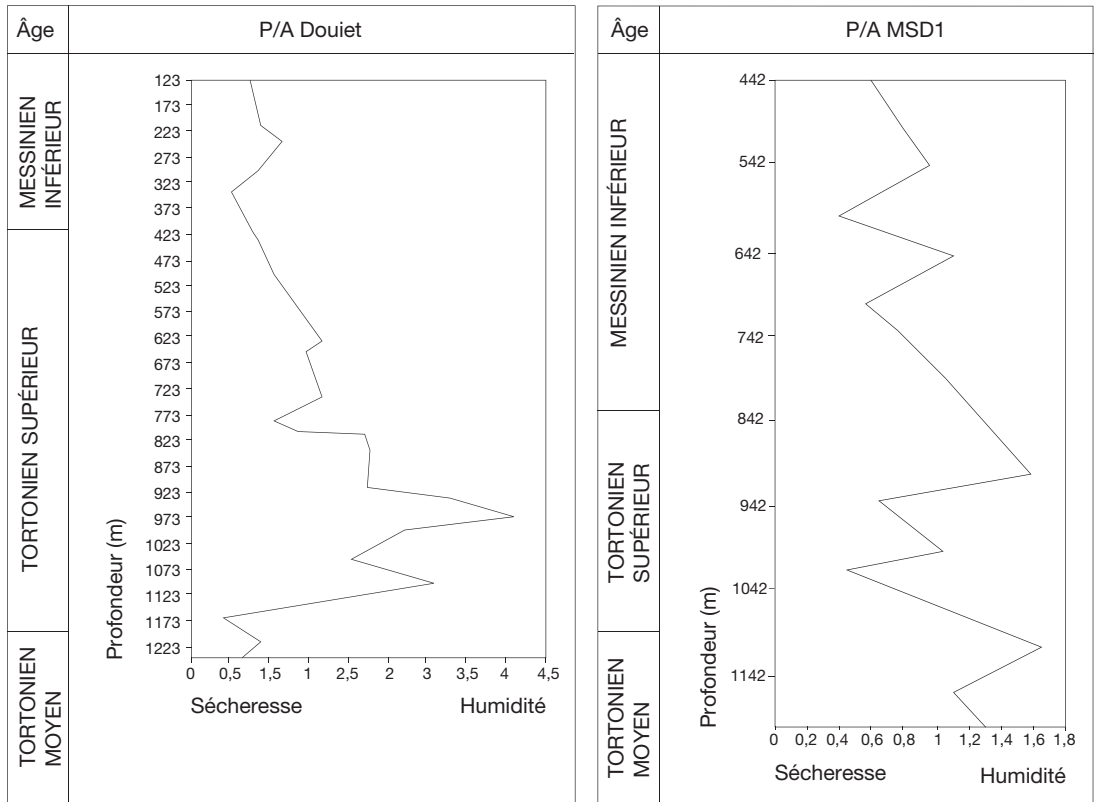 Âge
P/A Douiet
MESSINIEN
INFÉRIEUR
TORTONIEN SUPÉRIEUR
TORTONIEN
MOYEN
Profondeur (m)
123
173
223
273
323
373
423
473
523
573
623
673
723
773
823
873
923
973
1023
1073
1123
1173
1223
0 0,5 1,5 1 2,5 2 3 3,5 4 4,5
Sécheresse Humidité
Âge
P/A MSD1
MESSINIEN INFÉRIEUR
TORTONIEN
SUPÉRIEUR
TORTONIEN
MOYEN
Profondeur (m)
442
542
642
742
842
942
1042
1142
0 0,2 0,4 0,6 0,8 1 1,2 1,4 1,6 1,8
Sécheresse Humidité